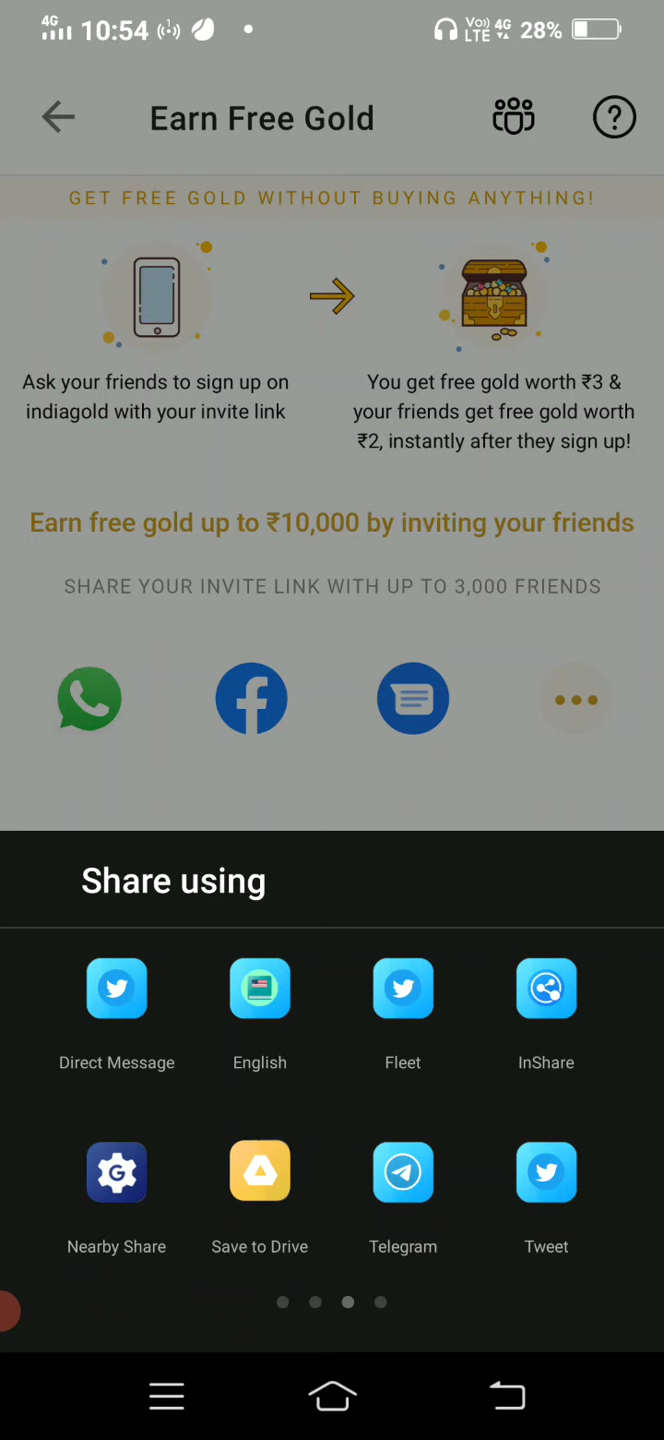 4G 10:54 Vo)) LTE 4G 28%
Earn Free Gold
GET FREE GOLD WITHOUT BUYING ANYTHING!
Ask your friends to sign up on
indiagold with your invite link
You get free gold worth ₹3 &
your friends get free gold worth
₹2, instantly after they sign up!
Earn free gold up to ₹10,000 by inviting your friends
SHARE YOUR INVITE LINK WITH UP TO 3,000 FRIENDS
Share using
Direct Message English Fleet InShare
G
Nearby Share Save to Drive Telegram Tweet